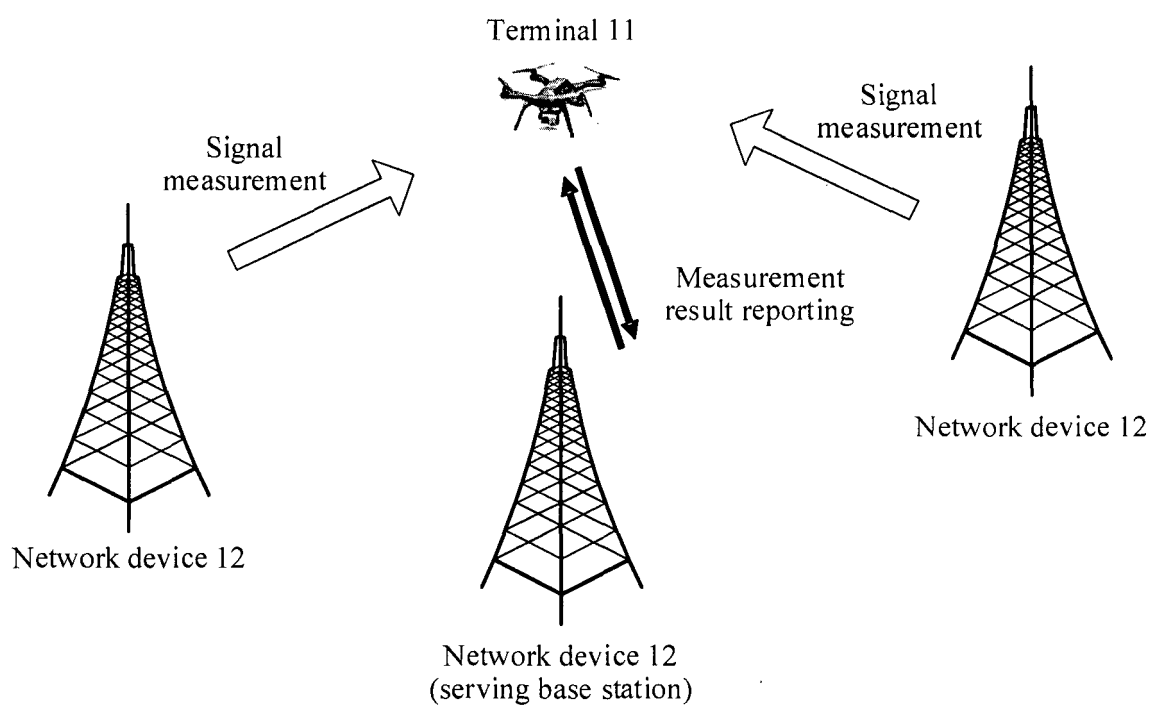 Terminal 11
Signal
measurement
Signal
measurement
Measurement
result reporting
Network device 12
Network device 12
Network device 12
(serving base station)